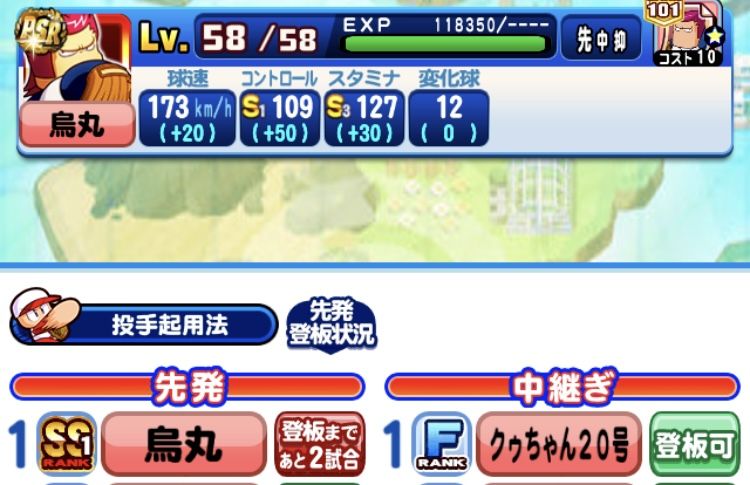 PSR Lv. 58 /58 EXP 118350/---- 先中抑 101 コスト10
球速 コントロール スタミナ 変化球
烏丸 173km/h S1 109 S3 127 12
(+20) (+50) (+30) ( 0 )
投手起用法 先発登板状況
先発 中継ぎ
1 SS1 RANK 烏丸 登板まであと2試合 1 F RANK クゥちゃん20号 登板可